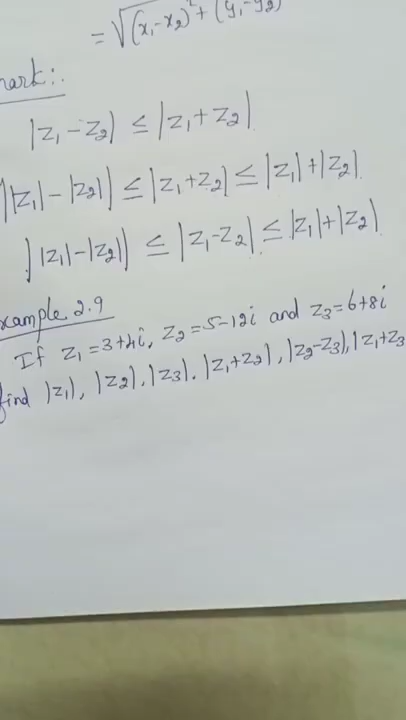 = √(x₁-x₂)² + (y₁-y₂)²
mark:.
|z₁-z₂| ≤ |z₁+z₂|
||z₁|-|z₂|| ≤ |z₁+z₂| ≤ |z₁|+|z₂|
||z₁|-|z₂|| ≤ |z₁-z₂| ≤ |z₁|+|z₂|
xample 2.9
If z₁=3+4i, z₂=5-12i and z₃=6+8i
find |z₁|, |z₂|, |z₃|. |z₁+z₂|, |z₂-z₃|, |z₁+z₃